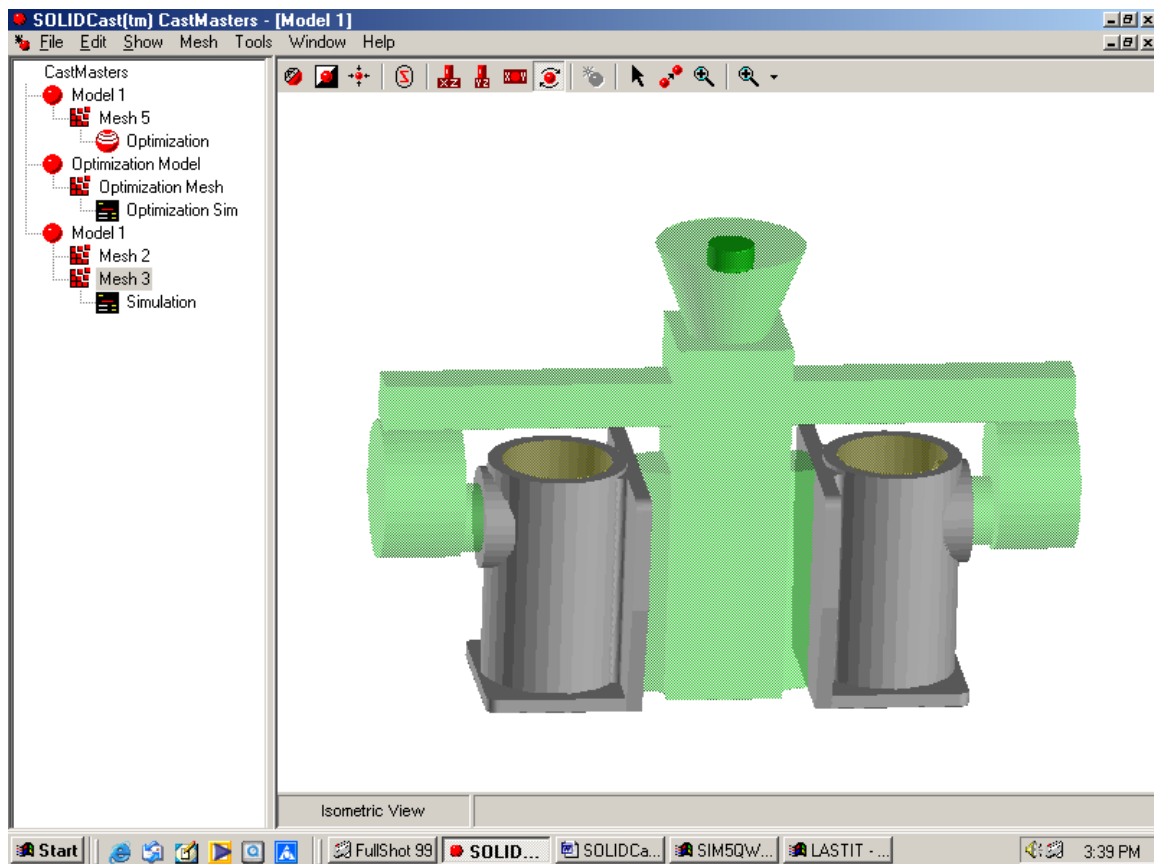 SOLIDCast(tm) CastMasters - [Model 1]
File Edit Show Mesh Tools Window Help
CastMasters
Model 1
Mesh 5
Optimization
Optimization Model
Optimization Mesh
Optimization Sim
Model 1
Mesh 2
Mesh 3
Simulation
XZ YZ X Y
Isometric View
Start FullShot 99 SOLID... SOLIDCa... SIM5QW... LASTIT - ... 3:39 PM